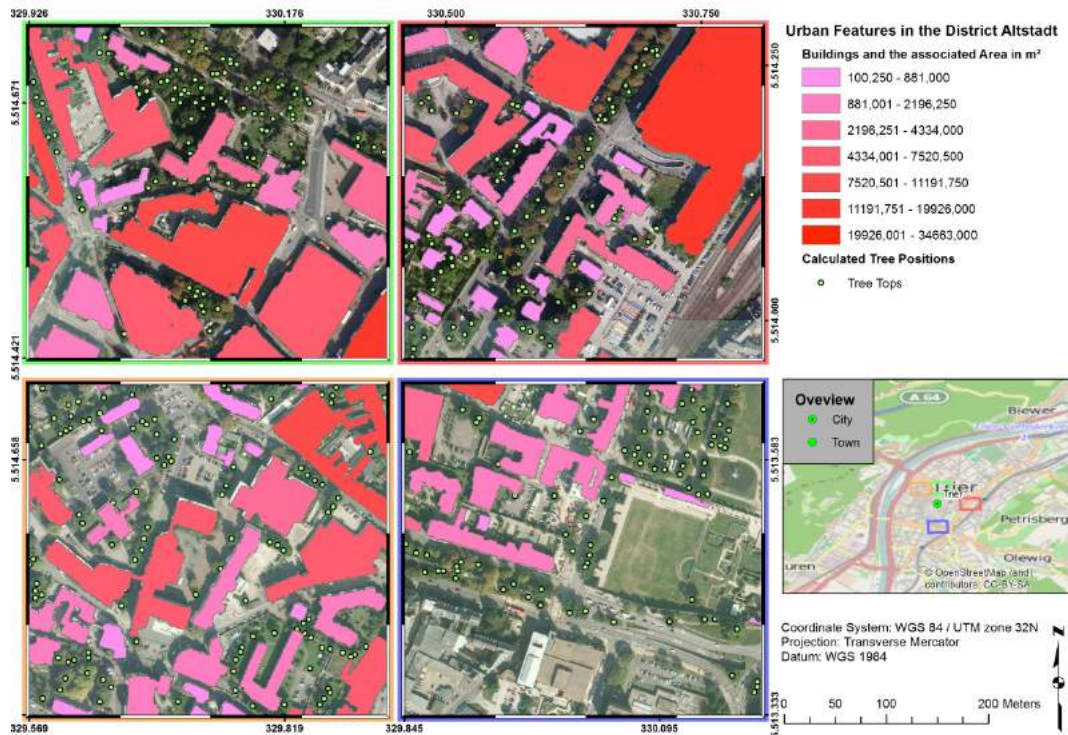 329.926
330.176
330.500
330.750
5.514.671
5.514.421
5.514.250
5.514.000
Urban Features in the District Altstadt
Buildings and the associated Area in m²
100,250 - 881,000
881,001 - 2196,250
2196,251 - 4334,000
4334,001 - 7520,500
7520,501 - 11191,750
11191,751 - 19926,000
19926,001 - 34663,000
Calculated Tree Positions
Tree Tops
5.514.658
5.513.583
5.513.333
329.569
329.819
329.845
330.095
Oveview
City
Town
A 64
Biewer
Trier
Trier
Petrisberg
Olewig
uren
© OpenStreetMap (and)
contributors, CC-BY-SA
Coordinate System: WGS 84 / UTM zone 32N
Projection: Transverse Mercator
Datum: WGS 1984
N
0 50 100 200 Meters